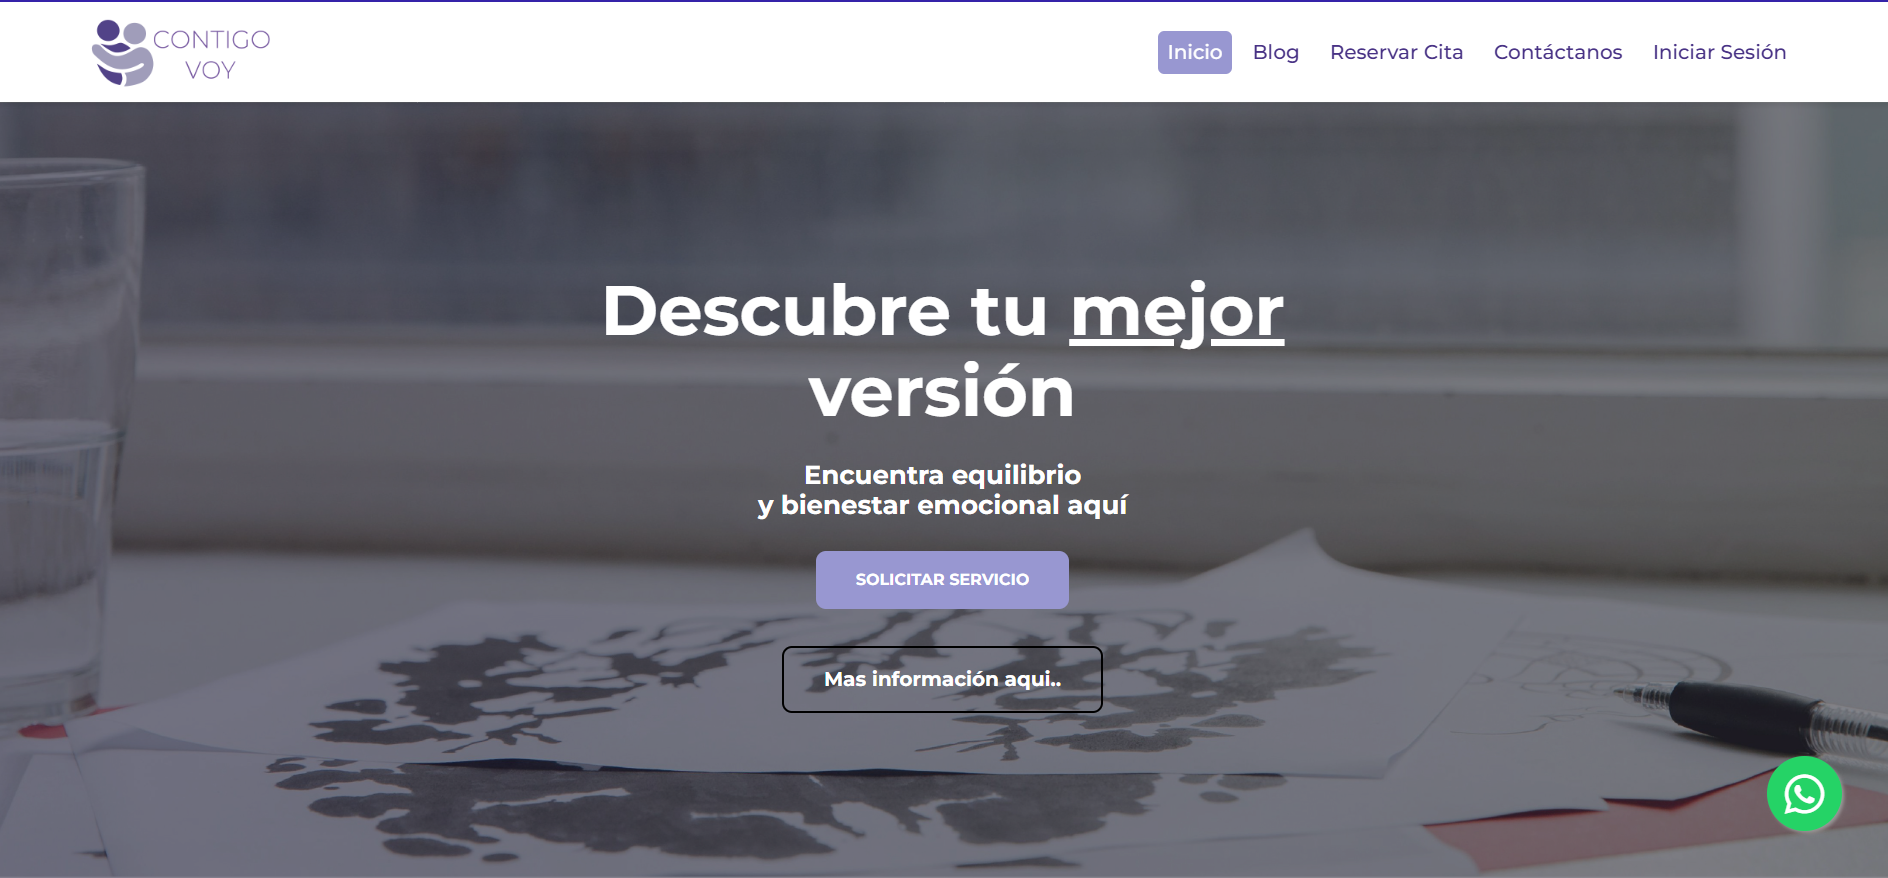 CONTIGO
VOY
Inicio Blog Reservar Cita Contáctanos Iniciar Sesión
Descubre tu mejor
versión
Encuentra equilibrio
y bienestar emocional aquí
SOLICITAR SERVICIO
Mas información aqui..